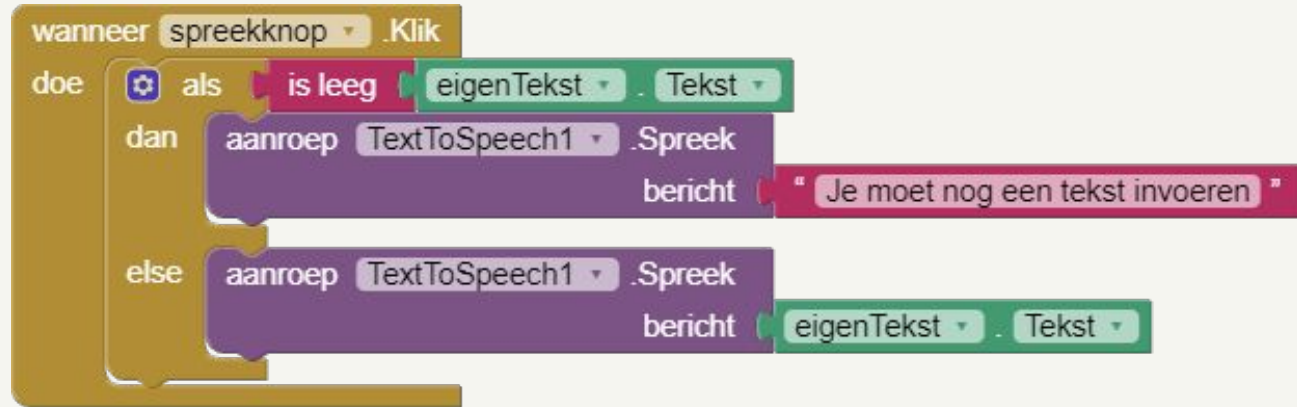 wanneer spreekknop .Klik
doe als is leeg eigenTekst . Tekst
dan aanroep TextToSpeech1 .Spreek
bericht " Je moet nog een tekst invoeren "
else aanroep TextToSpeech1 .Spreek
bericht eigenTekst . Tekst